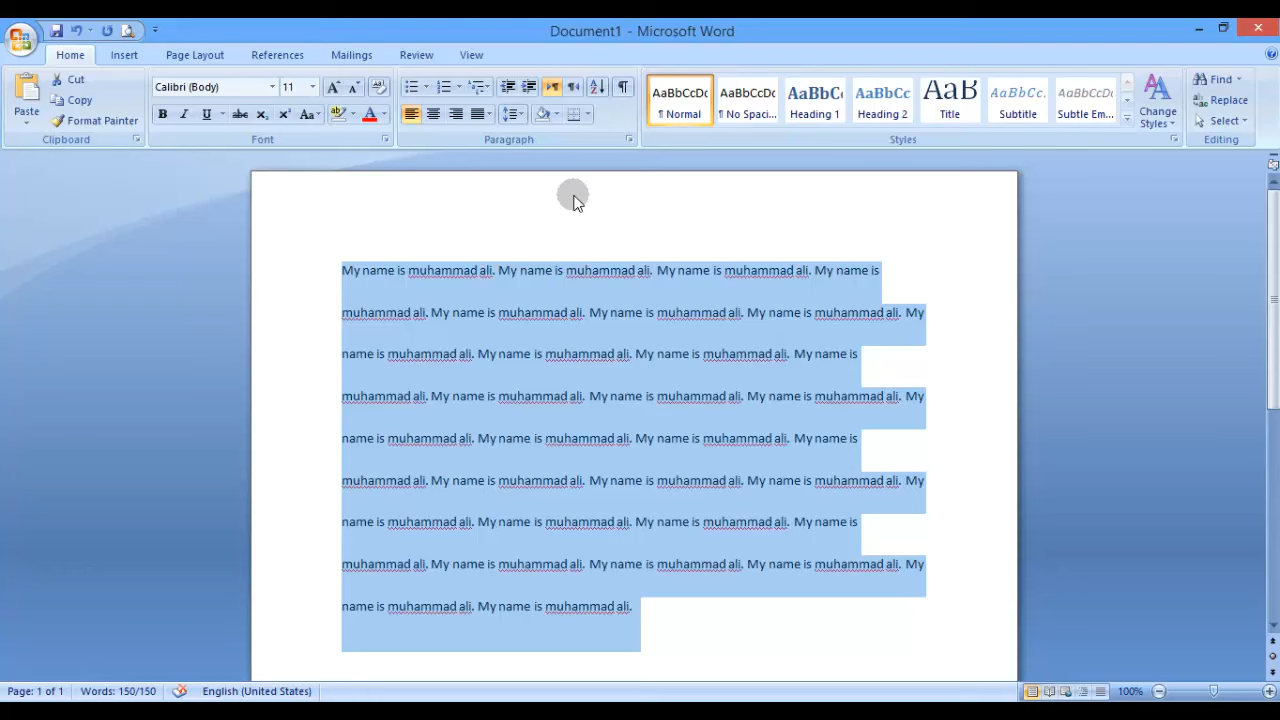 Document1 - Microsoft Word
Home Insert Page Layout References Mailings Review View
Paste
Cut
Copy
Format Painter
Clipboard
Calibri (Body) 11
B I U abc x₂ x² Aa
Font
Paragraph
AaBbCcDc AaBbCcDc AaBbC AaBbCc AaB AaBbCc. AaBbCcDc
¶ Normal ¶ No Spaci... Heading 1 Heading 2 Title Subtitle Subtle Em...
Change Styles
Styles
Find
Replace
Select
Editing
My name is muhammad ali. My name is muhammad ali. My name is muhammad ali. My name is
muhammad ali. My name is muhammad ali. My name is muhammad ali. My name is muhammad ali. My
name is muhammad ali. My name is muhammad ali. My name is muhammad ali. My name is
muhammad ali. My name is muhammad ali. My name is muhammad ali. My name is muhammad ali. My
name is muhammad ali. My name is muhammad ali. My name is muhammad ali. My name is
muhammad ali. My name is muhammad ali. My name is muhammad ali. My name is muhammad ali. My
name is muhammad ali. My name is muhammad ali. My name is muhammad ali. My name is
muhammad ali. My name is muhammad ali. My name is muhammad ali. My name is muhammad ali. My
name is muhammad ali. My name is muhammad ali.
Page: 1 of 1 Words: 150/150 English (United States) 100%